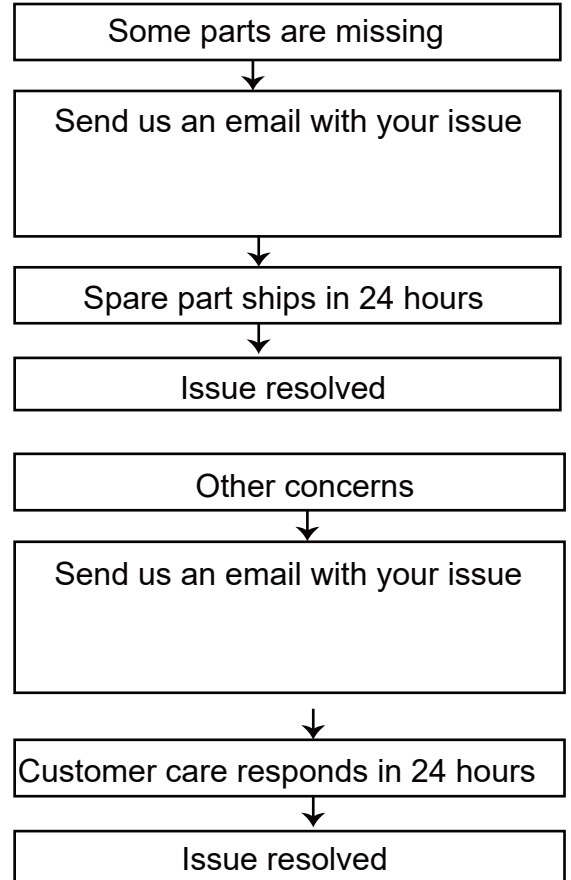 Some parts are missing
Send us an email with your issue
Spare part ships in 24 hours
Issue resolved
Other concerns
Send us an email with your issue
Customer care responds in 24 hours
Issue resolved